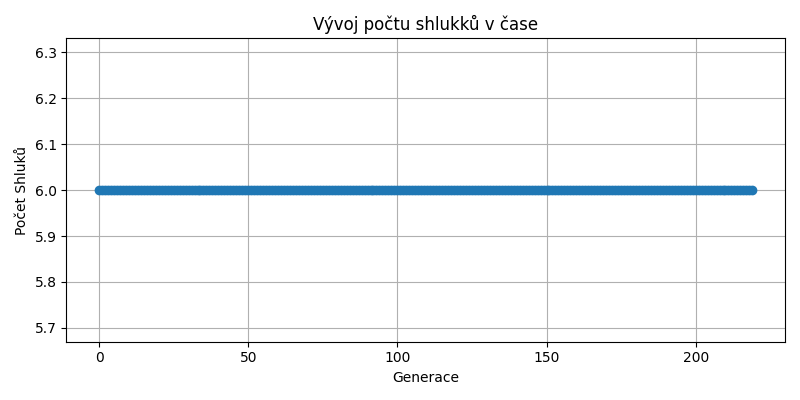 Vývoj počtu shlukků v čase
6.3
6.2
6.1
6.0
5.9
5.8
5.7
Počet Shluků
0 50 100 150 200
Generace